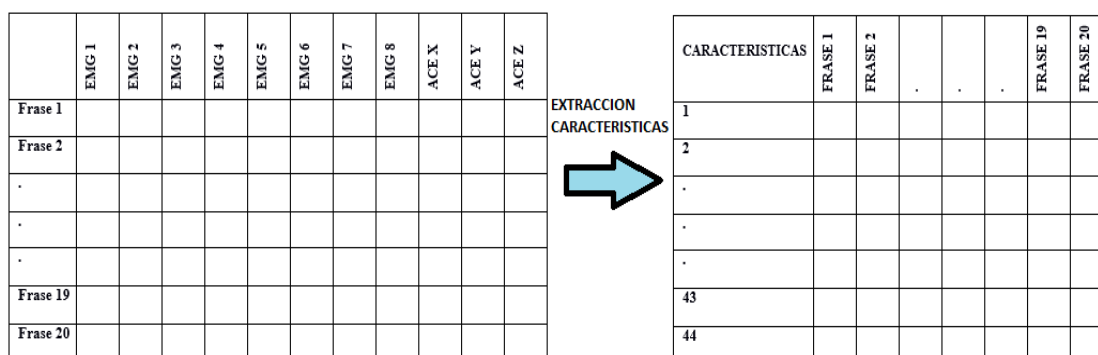 EMG 1 EMG 2 EMG 3 EMG 4 EMG 5 EMG 6 EMG 7 EMG 8 ACE X ACE Y ACE Z
Frase 1
Frase 2
.
.
.
Frase 19
Frase 20
EXTRACCION
CARACTERISTICAS
CARACTERISTICAS FRASE 1 FRASE 2 . . . FRASE 19 FRASE 20
1
2
.
.
.
43
44